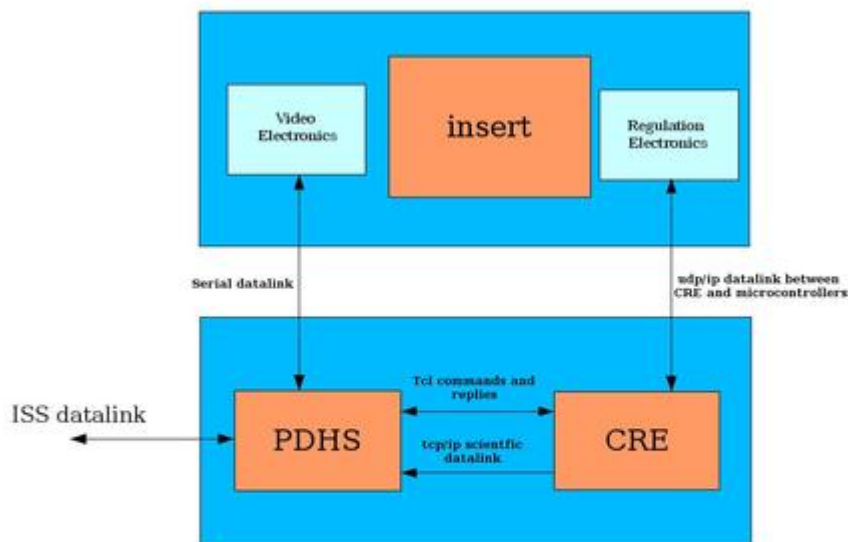 Video
Electronics
insert
Regulation
Electronics
Serial datalink
udp/ip datalink between
CRE and microcontrollers
Tcl commands and
replies
ISS datalink
PDHS
CRE
tcp/ip scientfic
datalink